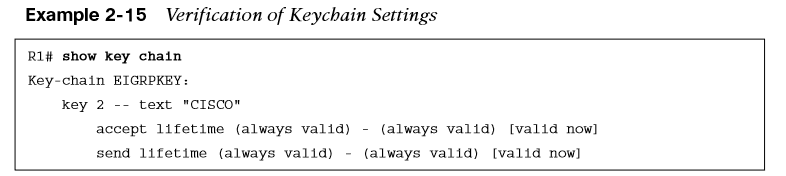 Example 2-15 Verification of Keychain Settings
R1# show key chain
Key-chain EIGRPKEY:
key 2 -- text "CISCO"
accept lifetime (always valid) - (always valid) [valid now]
send lifetime (always valid) - (always valid) [valid now]